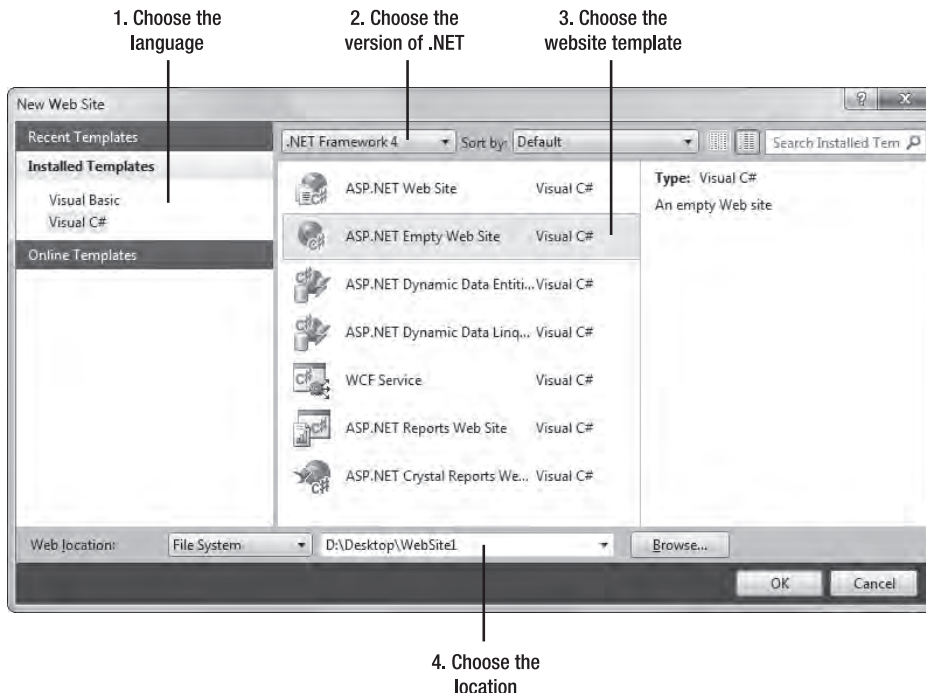 1. Choose the
language
2. Choose the
version of .NET
3. Choose the
website template
New Web Site
Recent Templates
Installed Templates
Visual Basic
Visual C#
Online Templates
.NET Framework 4
Sort by: Default
Search Installed Tem
ASP.NET Web Site Visual C#
ASP.NET Empty Web Site Visual C#
ASP.NET Dynamic Data Entiti... Visual C#
ASP.NET Dynamic Data Linq... Visual C#
WCF Service Visual C#
ASP.NET Reports Web Site Visual C#
ASP.NET Crystal Reports We... Visual C#
Type: Visual C#
An empty Web site
Web location: File System D:\Desktop\WebSite1 Browse...
OK Cancel
4. Choose the
location